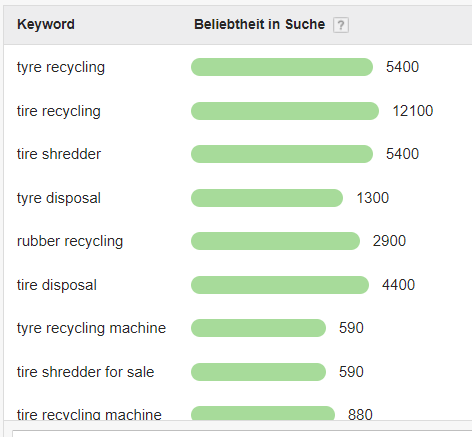 Keyword Beliebtheit in Suche ?
tyre recycling 5400
tire recycling 12100
tire shredder 5400
tyre disposal 1300
rubber recycling 2900
tire disposal 4400
tyre recycling machine 590
tire shredder for sale 590
tire recycling machine 880